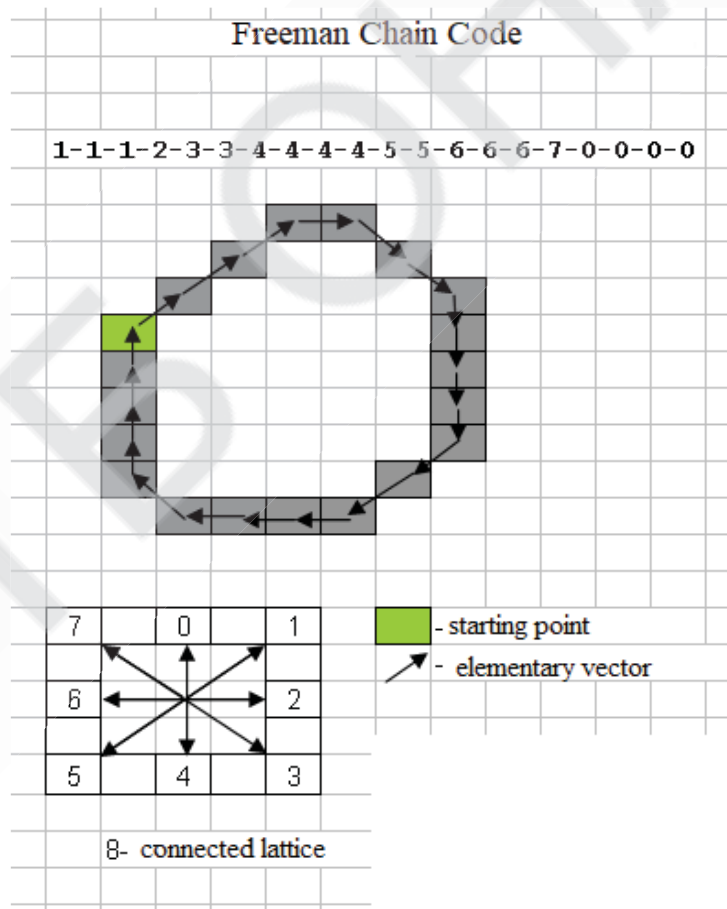 Freeman Chain Code
1-1-1-2-3-3-4-4-4-4-5-5-6-6-6-7-0-0-0-0
7 0 1
6 2
5 4 3
- starting point
- elementary vector
8- connected lattice